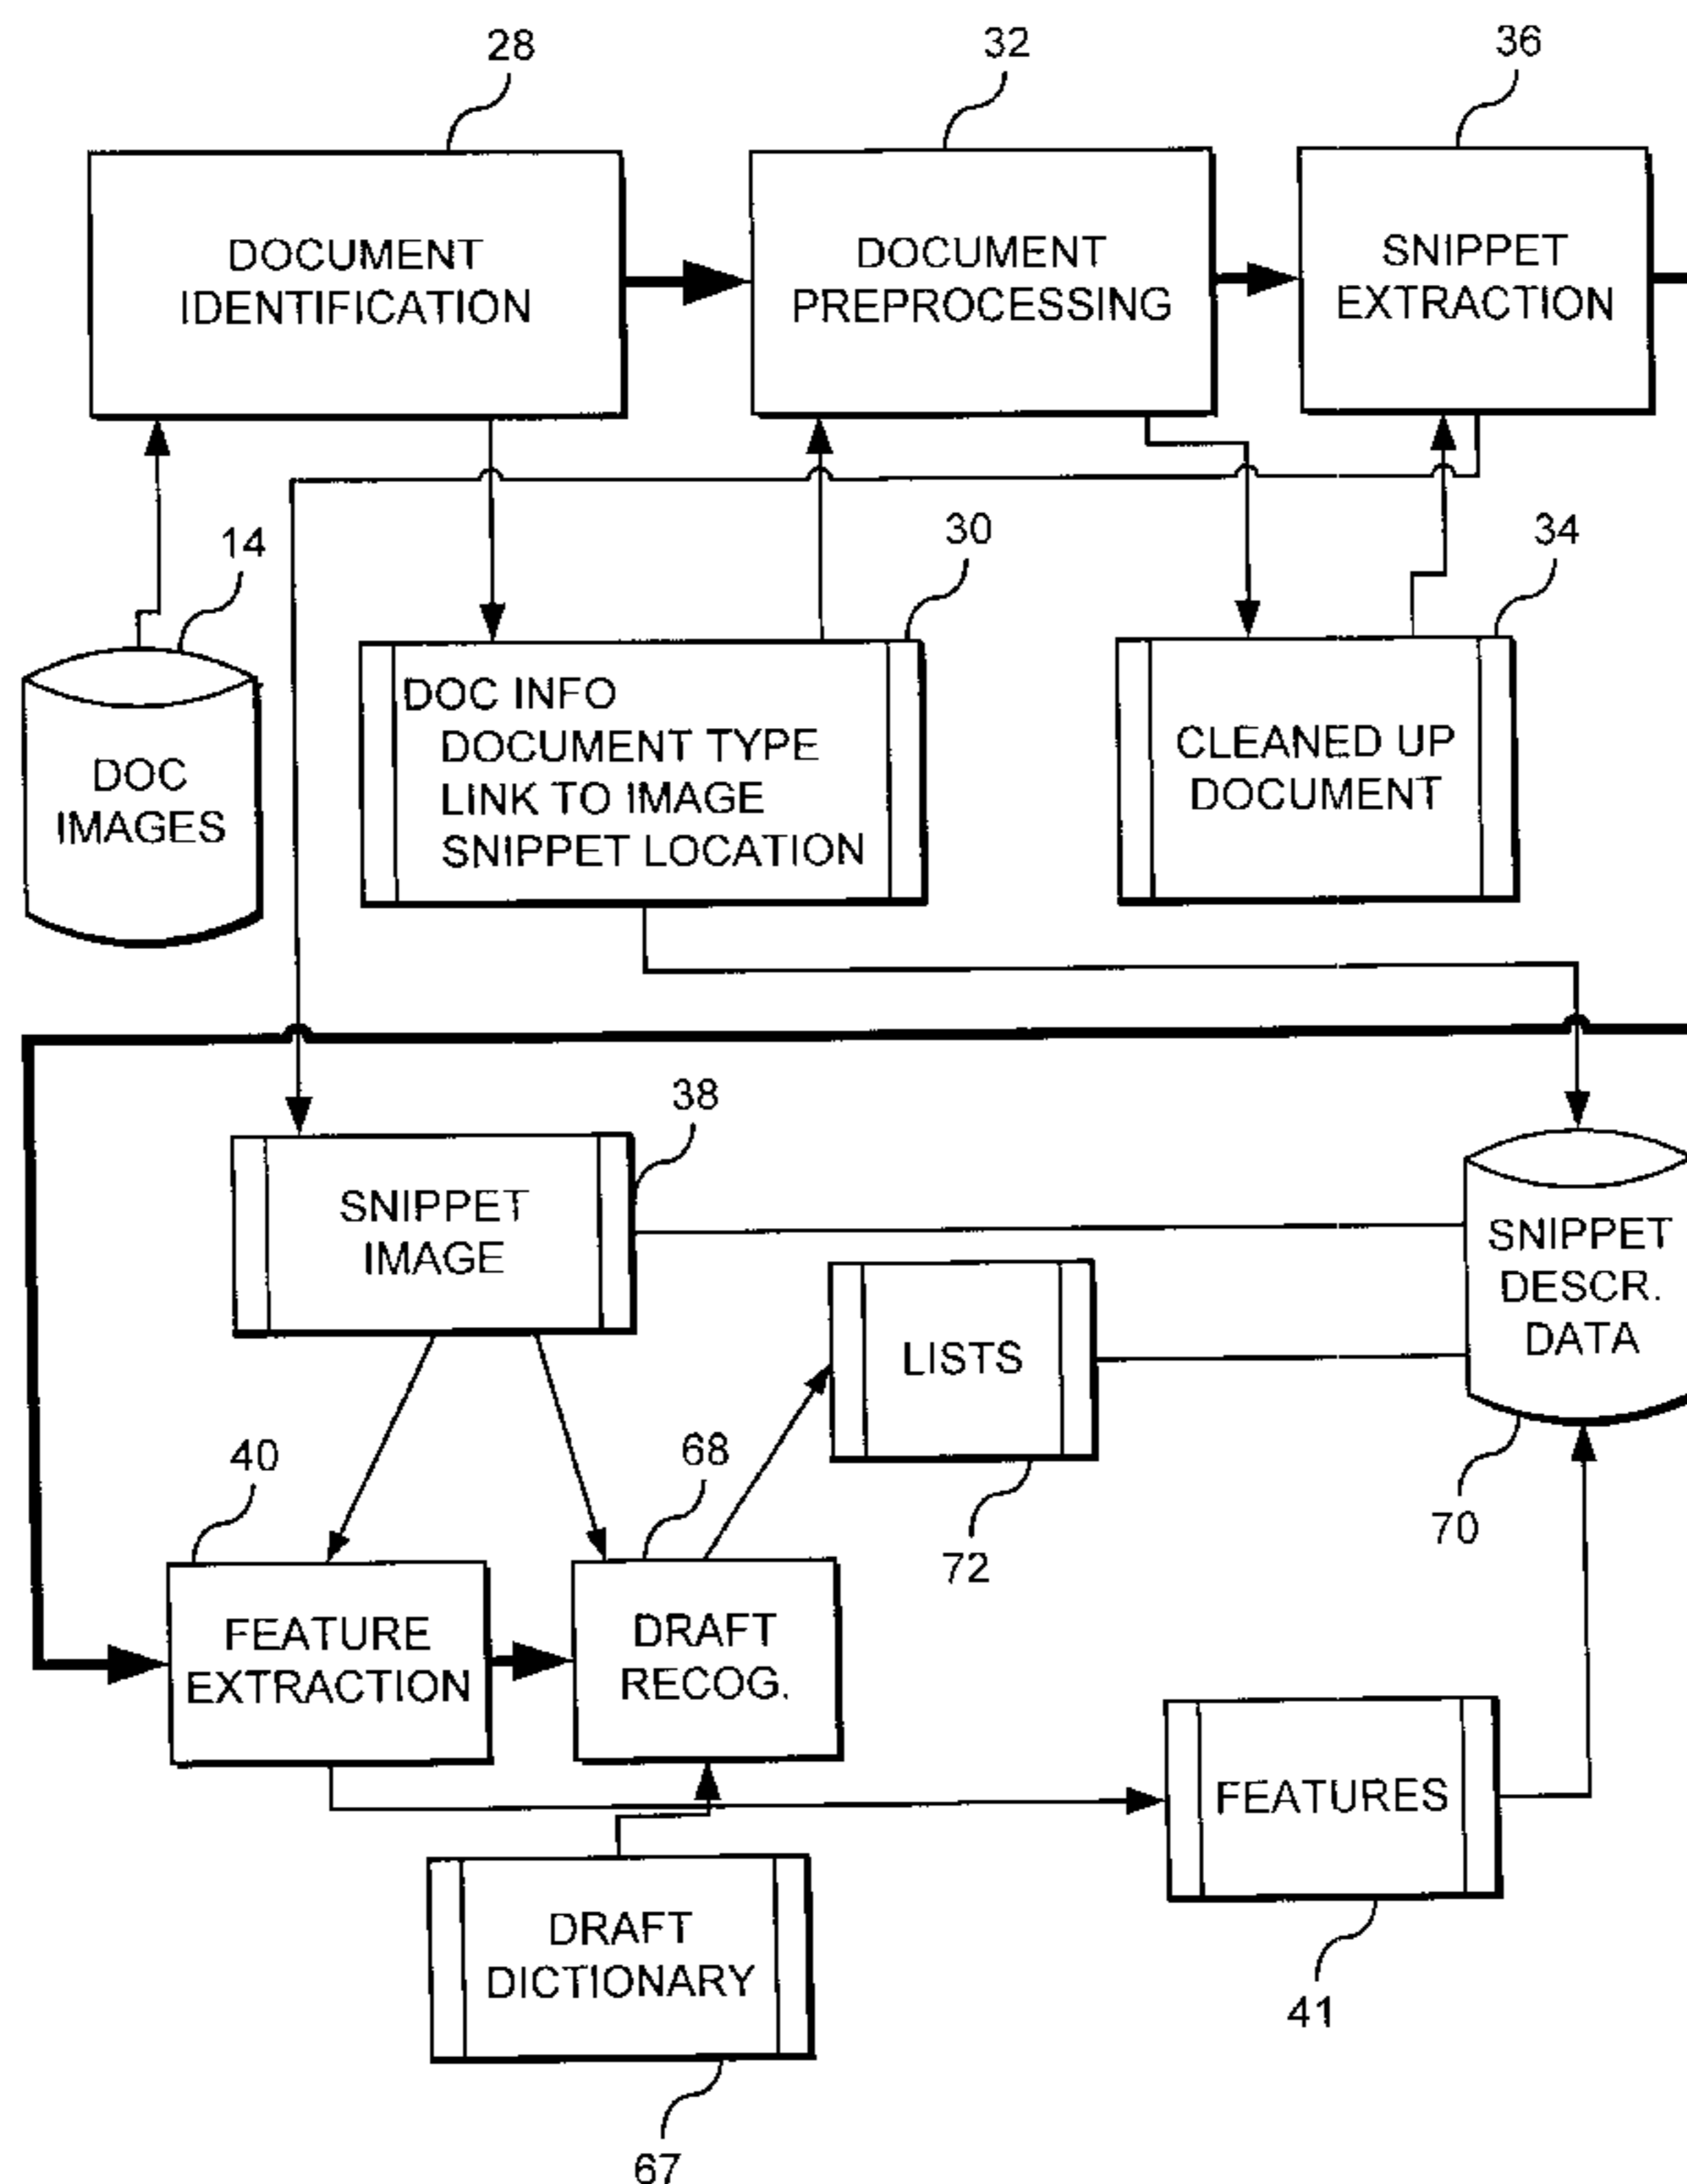 28
32
36
DOCUMENT
IDENTIFICATION
DOCUMENT
PREPROCESSING
SNIPPET
EXTRACTION
14
30
34
DOC
IMAGES
DOC INFO
DOCUMENT TYPE
LINK TO IMAGE
SNIPPET LOCATION
CLEANED UP
DOCUMENT
38
SNIPPET
IMAGE
LISTS
SNIPPET
DESCR.
DATA
40
68
72
70
FEATURE
EXTRACTION
DRAFT
RECOG.
FEATURES
DRAFT
DICTIONARY
41
67